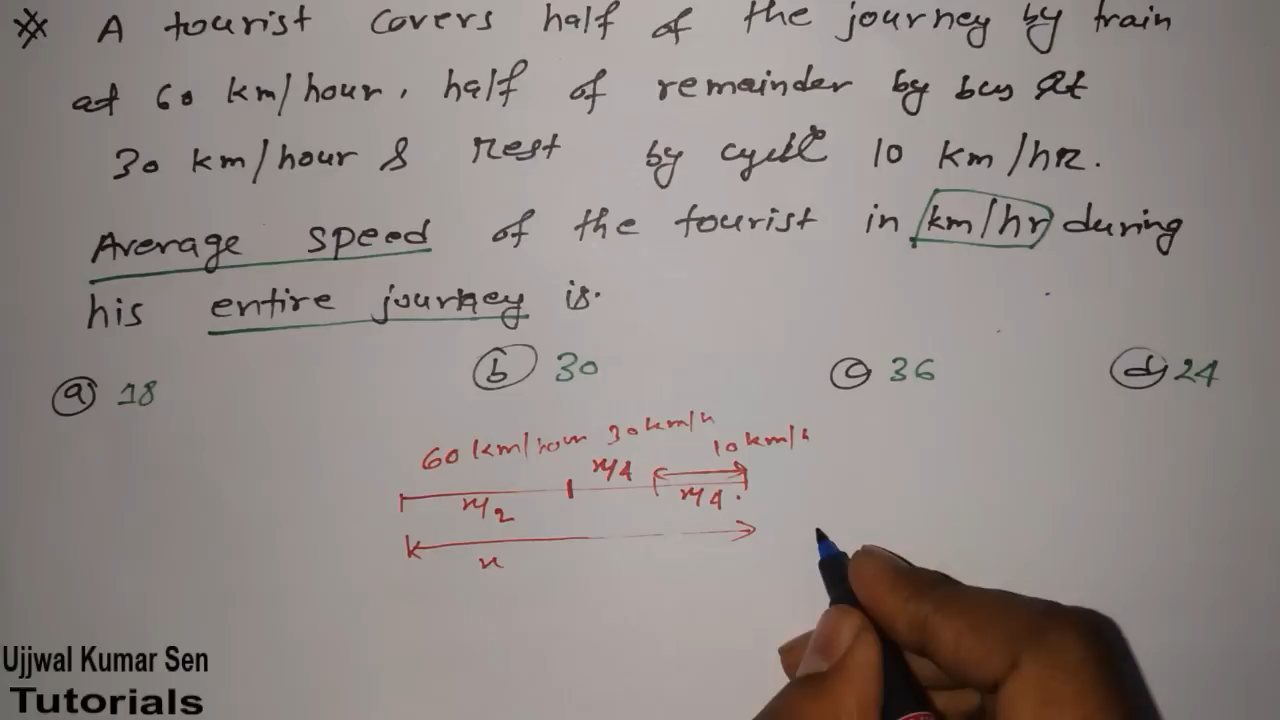 ※ A tourist covers half of the journey by train
at 60 km/hour, half of remainder by bus at
30 km/hour & rest by cycle 10 km/hr.
Average speed of the tourist in km/hr during
his entire journey is.
(a) 18 (b) 30 (c) 36 (d) 24
60 km/hour 30 km/h 10 km/h
x/2 x/4 x/4
x
Ujjwal Kumar Sen
Tutorials